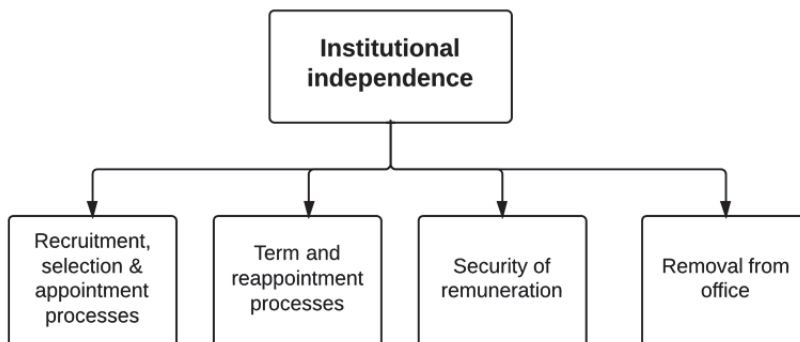 Institutional
independence
Recruitment,
selection &
appointment
processes
Term and
reappointment
processes
Security of
remuneration
Removal from
office